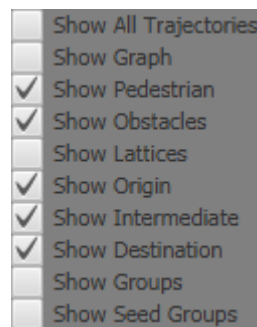 Show All Trajectories
Show Graph
Show Pedestrian
Show Obstacles
Show Lattices
Show Origin
Show Intermediate
Show Destination
Show Groups
Show Seed Groups